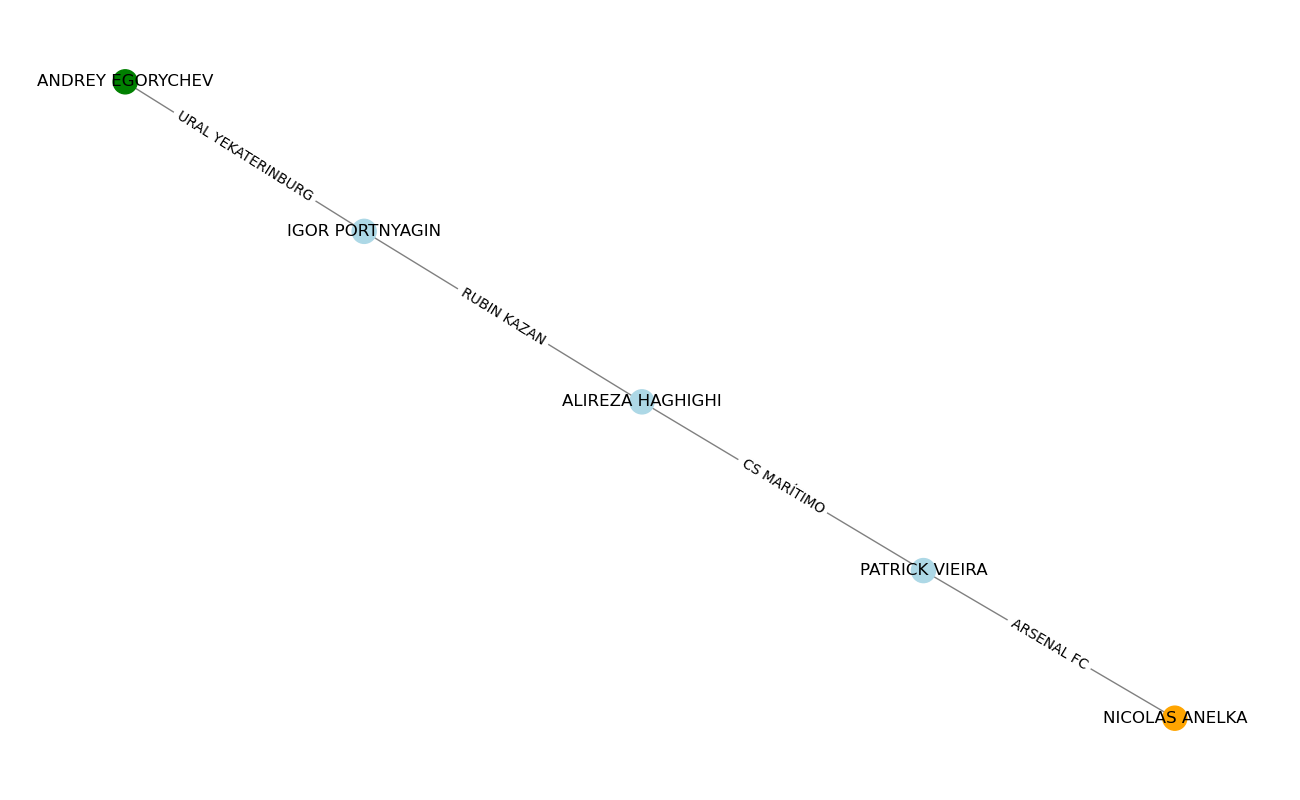 ANDREY EGORYCHEV
URAL YEKATERINBURG
IGOR PORTNYAGIN
RUBIN KAZAN
ALIREZA HAGHIGHI
CS MARÍTIMO
PATRICK VIEIRA
ARSENAL FC
NICOLAS ANELKA